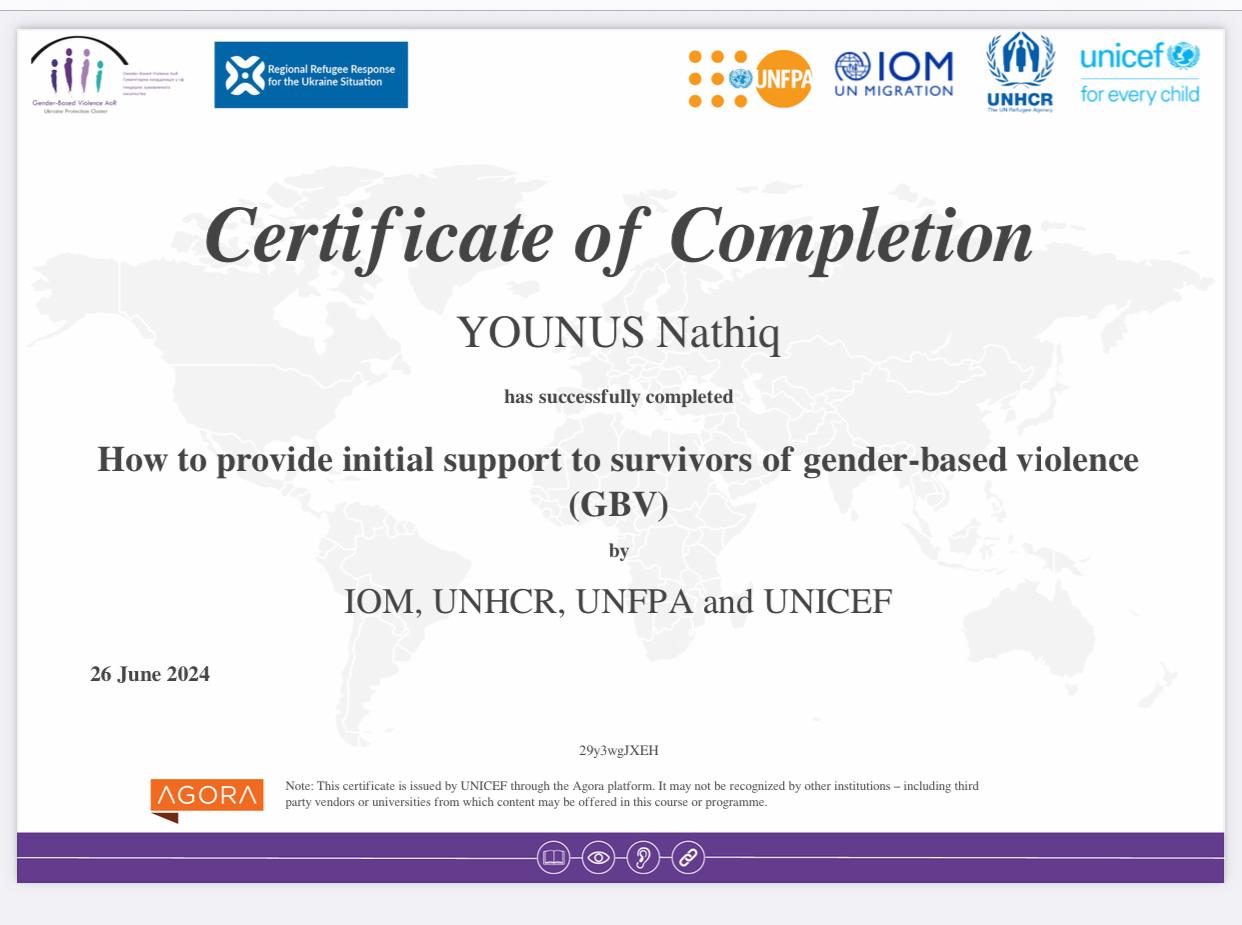 Gender-Based Violence AoR
Ukraine Protection Cluster
Regional Refugee Response
for the Ukraine Situation
UNFPA
IOM
UN MIGRATION
UNHCR
The UN Refugee Agency
unicef
for every child
Certificate of Completion
YOUNUS Nathiq
has successfully completed
How to provide initial support to survivors of gender-based violence
(GBV)
by
IOM, UNHCR, UNFPA and UNICEF
26 June 2024
29y3wgJXEH
AGORA
Note: This certificate is issued by UNICEF through the Agora platform. It may not be recognized by other institutions – including third
party vendors or universities from which content may be offered in this course or programme.